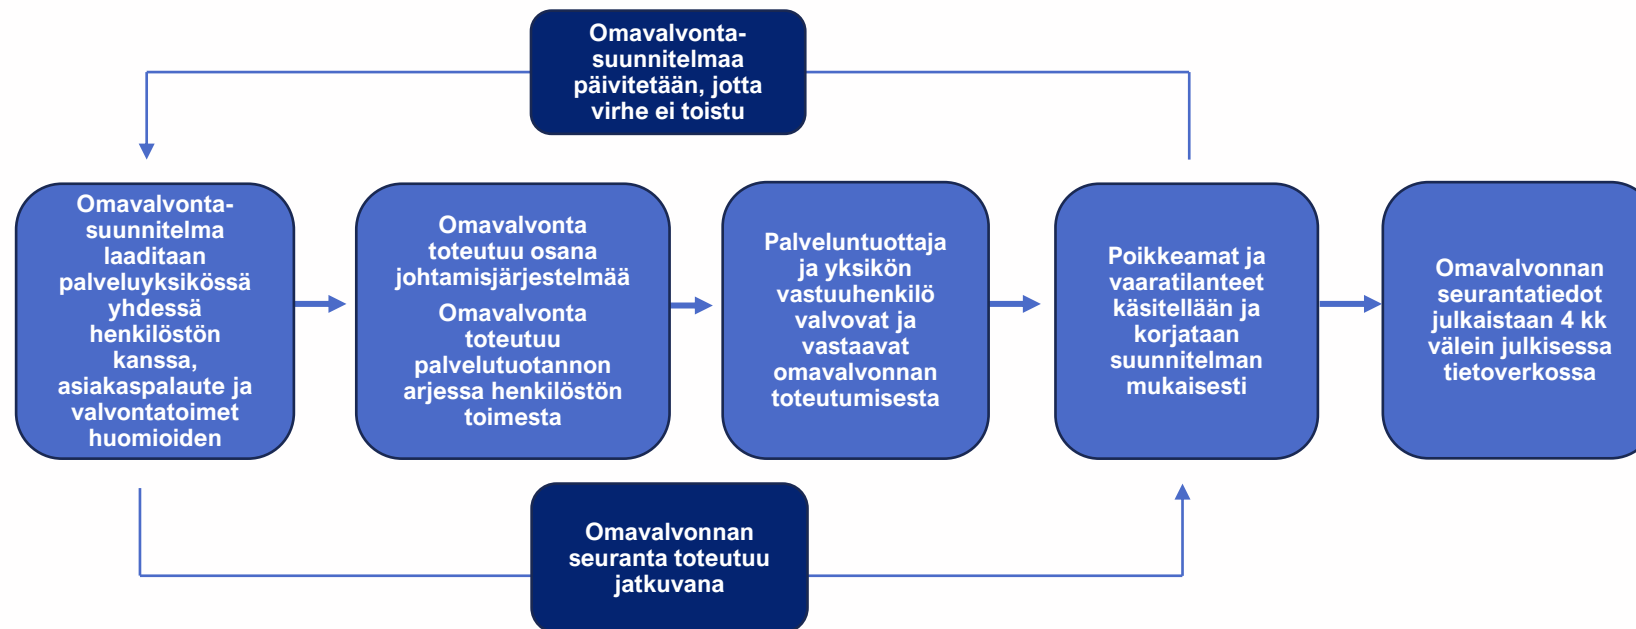 Omavalvonta-
suunnitelmaa
päivitetään, jotta
virhe ei toistu
Omavalvonta-
suunnitelma
laaditaan
palveluyksikössä
yhdessä
henkilöstön
kanssa,
asiakaspalaute ja
valvontatoimet
huomioiden
Omavalvonta
toteutuu osana
johtamisjärjestelmää
Omavalvonta
toteutuu
palvelutuotannon
arjessa henkilöstön
toimesta
Palveluntuottaja
ja yksikön
vastuuhenkilö
valvovat ja
vastaavat
omavalvonnan
toteutumisesta
Poikkeamat ja
vaaratilanteet
käsitellään ja
korjataan
suunnitelman
mukaisesti
Omavalvonnan
seurantatiedot
julkaistaan 4 kk
välein julkisessa
tietoverkossa
Omavalvonnan
seuranta toteutuu
jatkuvana